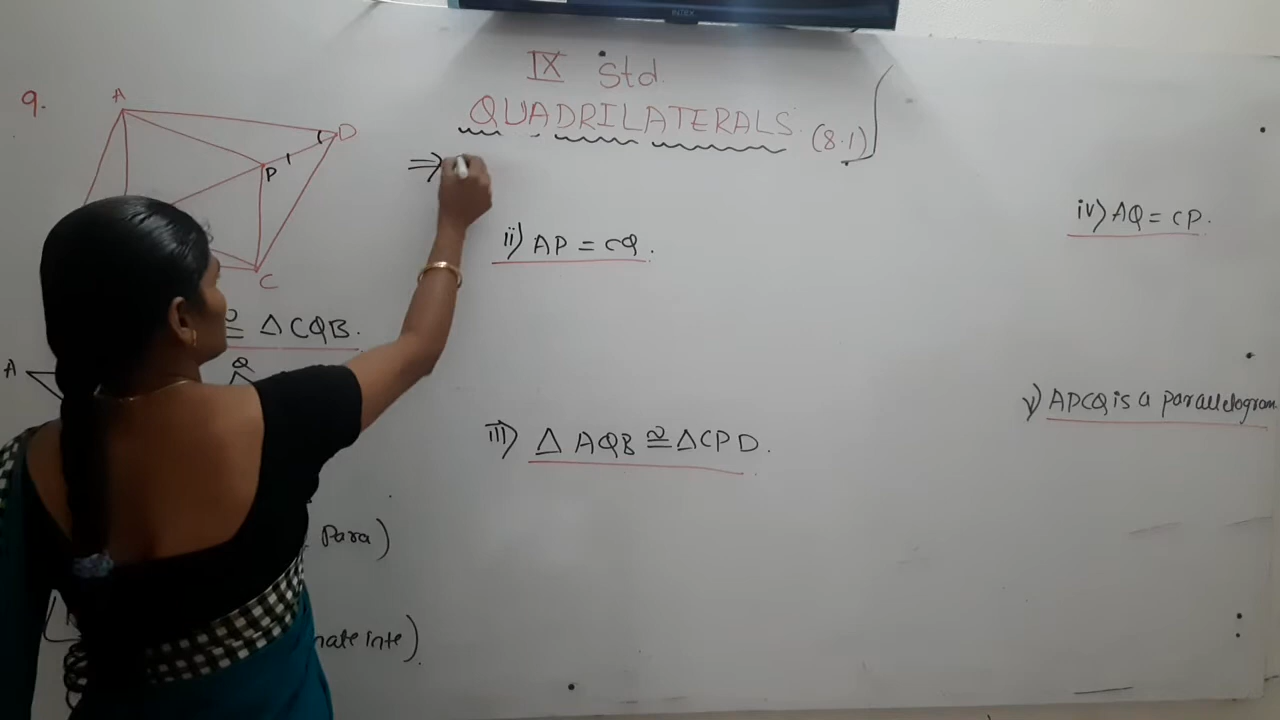 INTEX
IX Std.
QUADRILATERALS. (8.1)
9.
A
D
P
C
⇒
≅ △CQB.
A
Q
Para)
nate inte)
ii) AP = CQ.
iii) △ AQB ≅ △CPD.
iv) AQ = CP.
v) APCQ is a parallelogram